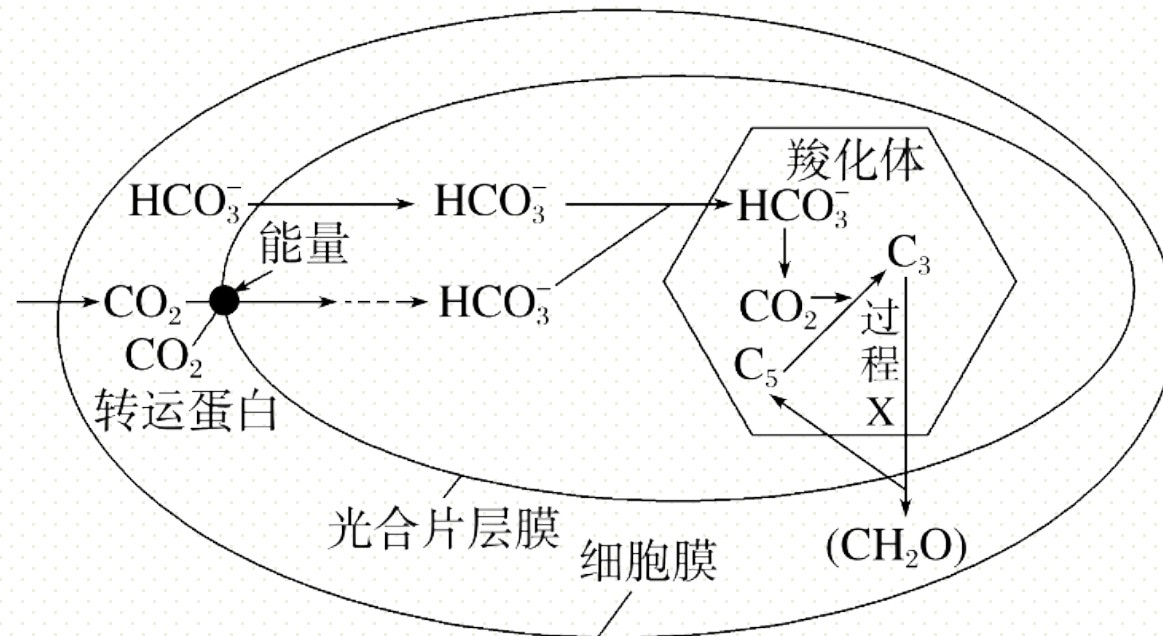 羧化体
HCO₃⁻ HCO₃⁻ HCO₃⁻
能量
C₃
CO₂ HCO₃⁻ CO₂
CO₂
转运蛋白
C₅
过程X
光合片层膜
细胞膜
(CH₂O)